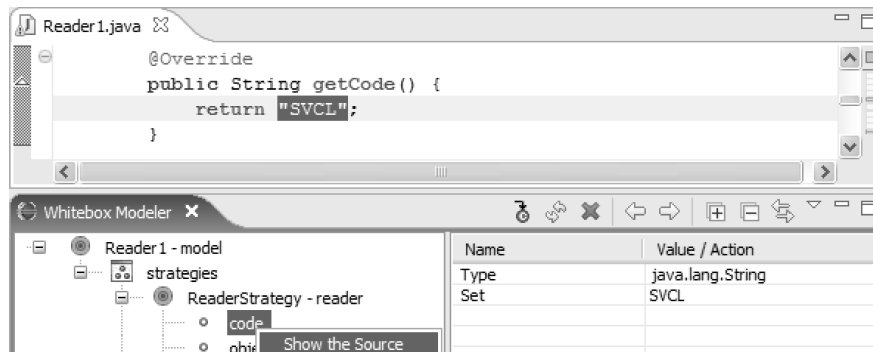 Reader1.java
@Override
public String getCode() {
return "SVCL";
}
Whitebox Modeler
Reader1 - model
Name Value / Action
strategies
Type java.lang.String
ReaderStrategy - reader
Set SVCL
code
Show the Source